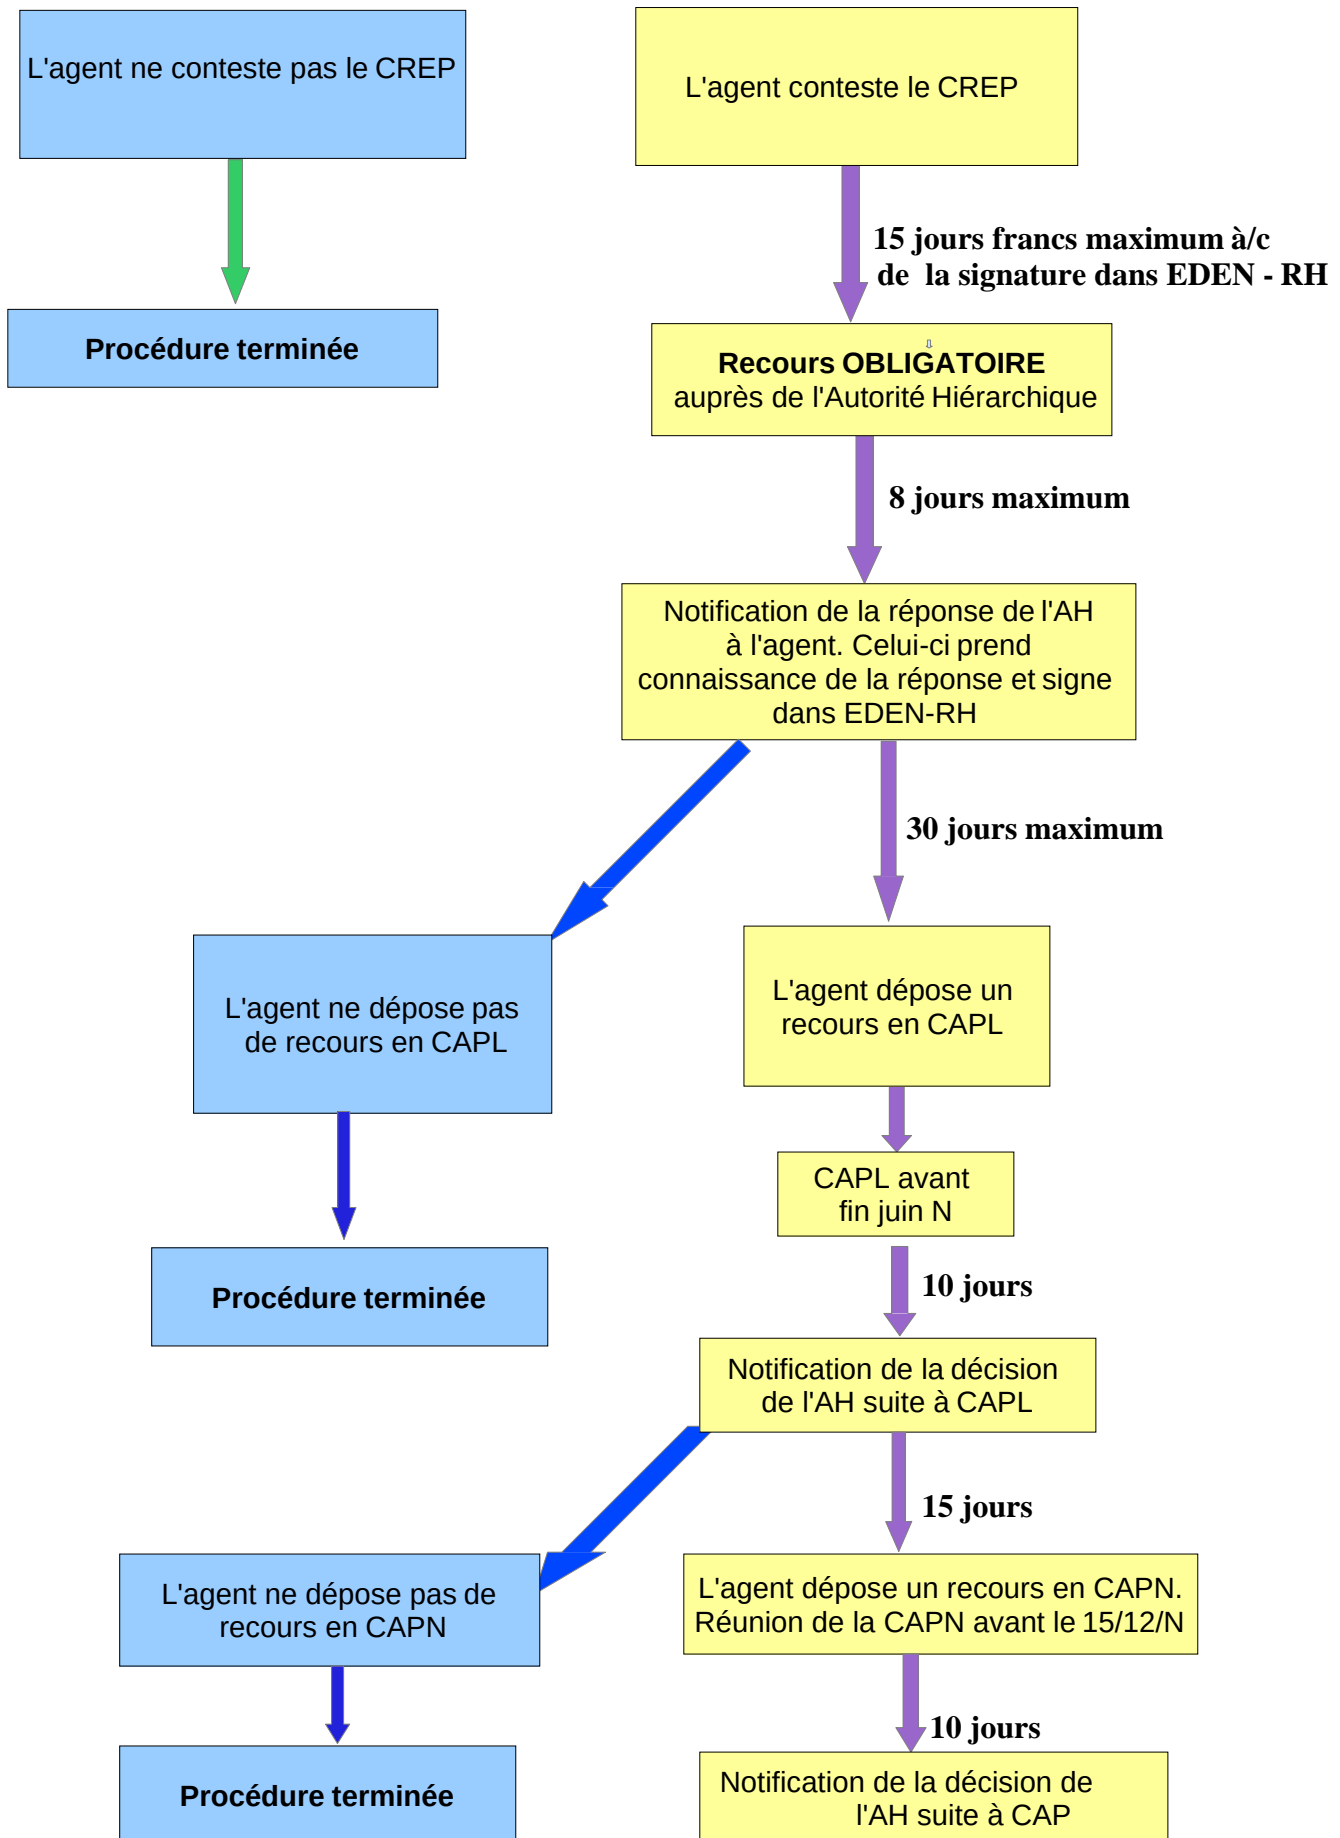 L'agent ne conteste pas le CREP
L'agent conteste le CREP
15 jours francs maximum à/c
de la signature dans EDEN - RH
Procédure terminée
Recours OBLIGATOIRE
auprès de l'Autorité Hiérarchique
8 jours maximum
Notification de la réponse de l'AH
à l'agent. Celui-ci prend
connaissance de la réponse et signe
dans EDEN-RH
30 jours maximum
L'agent ne dépose pas
de recours en CAPL
L'agent dépose un
recours en CAPL
CAPL avant
fin juin N
Procédure terminée
10 jours
Notification de la décision
de l'AH suite à CAPL
15 jours
L'agent ne dépose pas de
recours en CAPN
L'agent dépose un recours en CAPN.
Réunion de la CAPN avant le 15/12/N
10 jours
Procédure terminée
Notification de la décision de
l'AH suite à CAP